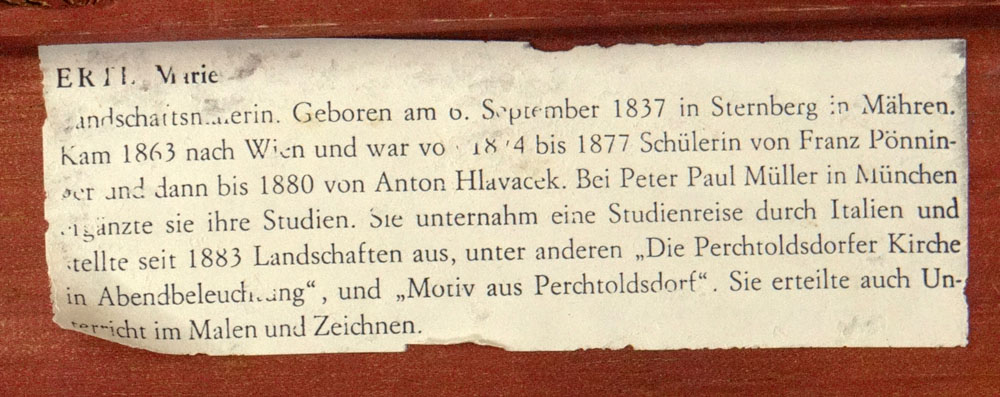 ERTL Marie
Landschaftsmalerin. Geboren am 6. September 1837 in Sternberg in Mähren.
Kam 1863 nach Wien und war von 1874 bis 1877 Schülerin von Franz Pönnin-
ger und dann bis 1880 von Anton Hlavacek. Bei Peter Paul Müller in München
ergänzte sie ihre Studien. Sie unternahm eine Studienreise durch Italien und
stellte seit 1883 Landschaften aus, unter anderen „Die Perchtoldsdorfer Kirche
in Abendbeleuchtung“, und „Motiv aus Perchtoldsdorf“. Sie erteilte auch Un-
terricht im Malen und Zeichnen.